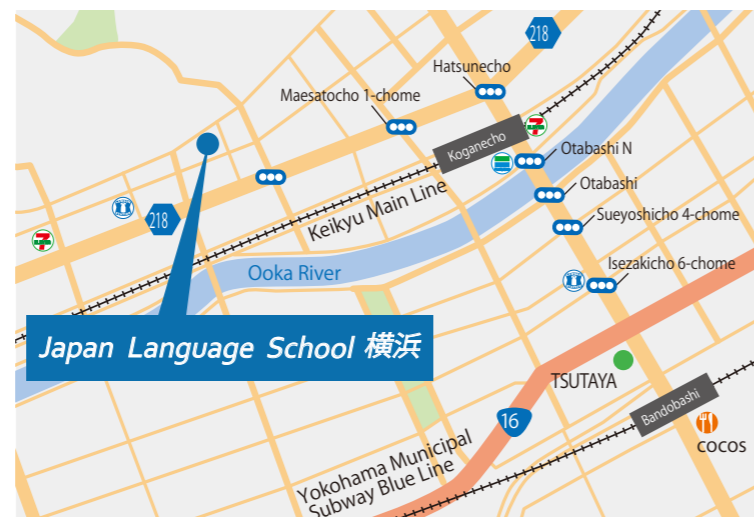 218
Hatsunecho
Maesatocho 1-chome
Koganecho
Otabashi N
Otabashi
Sueyoshicho 4-chome
Keikyu Main Line
218
Ooka River
Isezakicho 6-chome
Japan Language School 横浜
TSUTAYA
Bandobashi
16
COCOS
Yokohama Municipal
Subway Blue Line